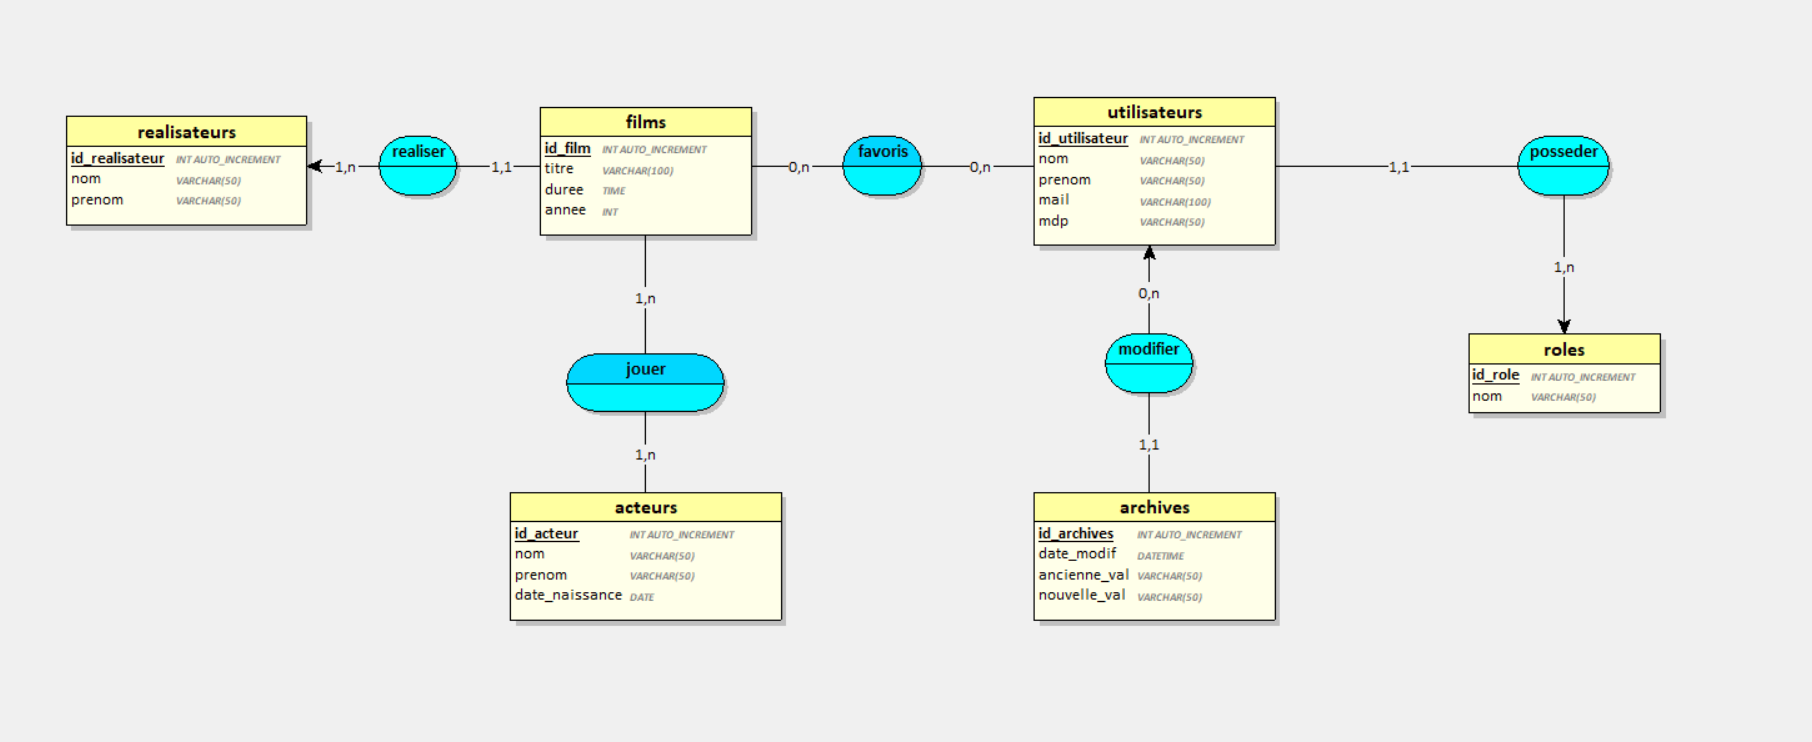 realisateurs
id_realisateur INT AUTO_INCREMENT
nom VARCHAR(50)
prenom VARCHAR(50)
1,n
realiser
1,1
films
id_film INT AUTO_INCREMENT
titre VARCHAR(100)
duree TIME
annee INT
0,n
favoris
0,n
utilisateurs
id_utilisateur INT AUTO_INCREMENT
nom VARCHAR(50)
prenom VARCHAR(50)
mail VARCHAR(100)
mdp VARCHAR(50)
1,1
posseder
1,n
roles
id_role INT AUTO_INCREMENT
nom VARCHAR(50)
1,n
jouer
1,n
acteurs
id_acteur INT AUTO_INCREMENT
nom VARCHAR(50)
prenom VARCHAR(50)
date_naissance DATE
0,n
modifier
1,1
archives
id_archives INT AUTO_INCREMENT
date_modif DATETIME
ancienne_val VARCHAR(50)
nouvelle_val VARCHAR(50)